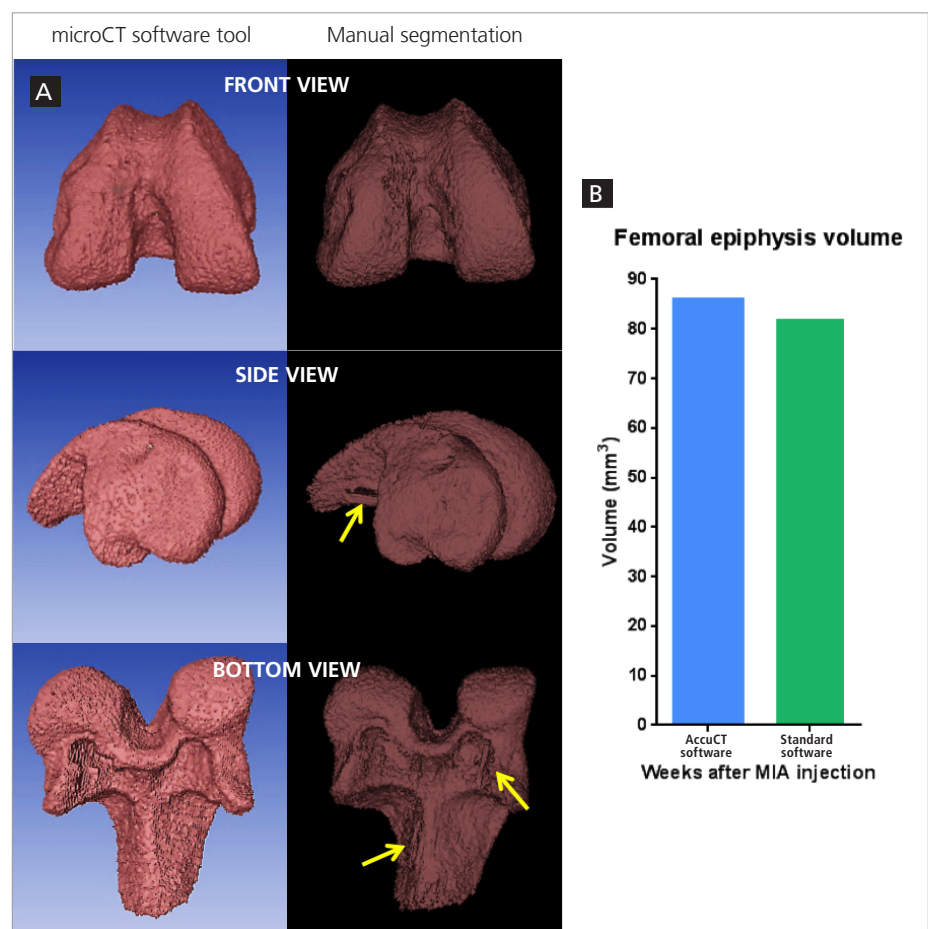 microCT software tool
Manual segmentation
A
FRONT VIEW
SIDE VIEW
BOTTOM VIEW
B
Femoral epiphysis volume
Volume (mm³)
90
80
70
60
50
40
30
20
10
0
AccuCT
software
Standard
software
Weeks after MIA injection